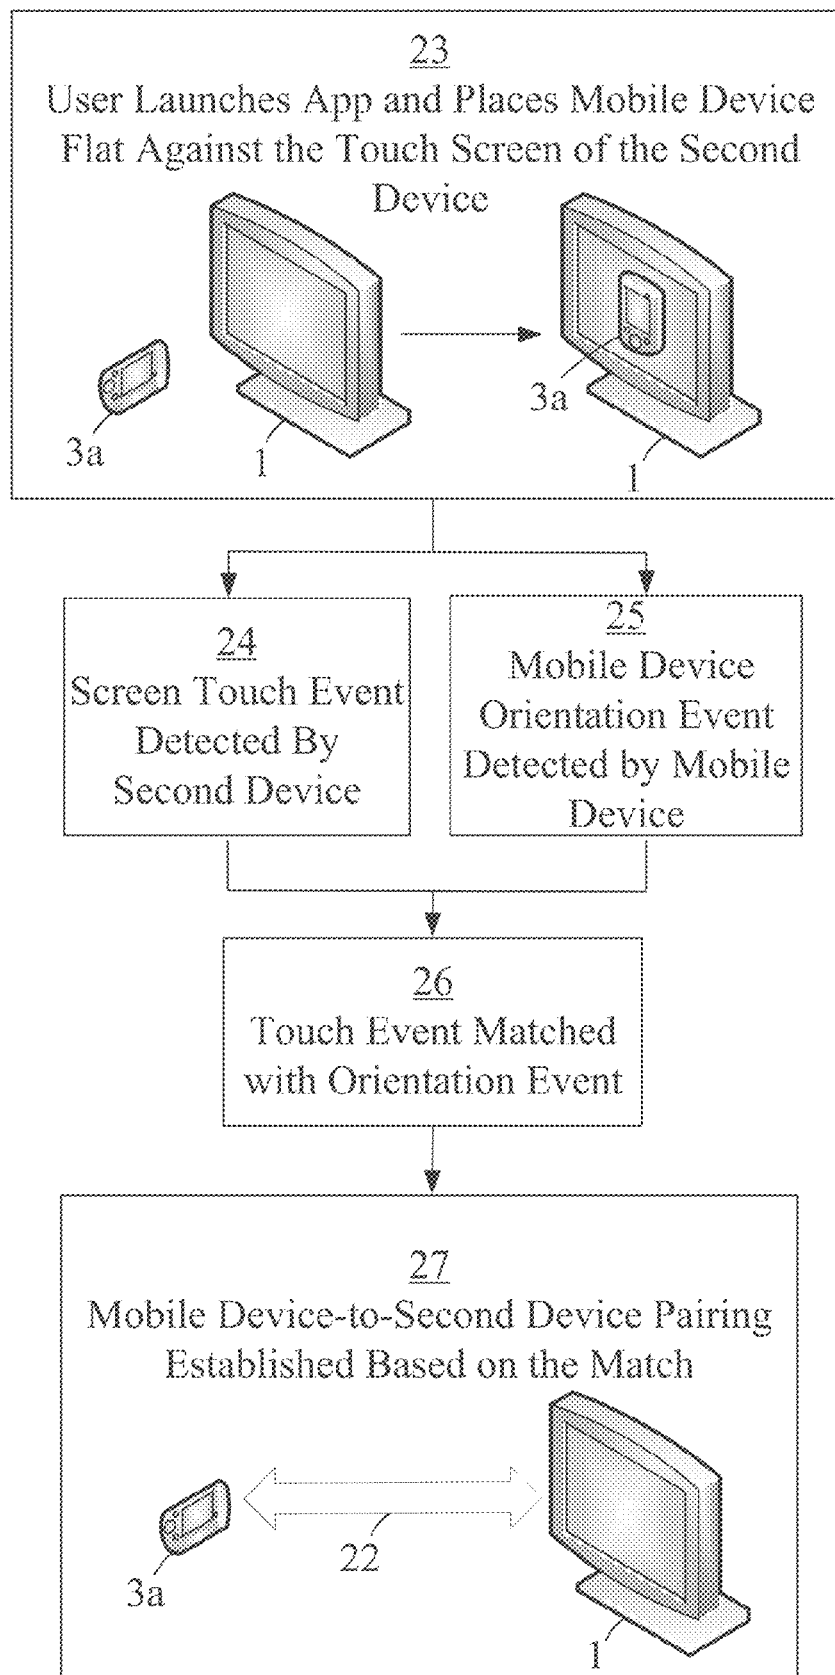 23
User Launches App and Places Mobile Device
Flat Against the Touch Screen of the Second
Device
3a
1
3a
1
24
Screen Touch Event
Detected By
Second Device
25
Mobile Device
Orientation Event
Detected by Mobile
Device
26
Touch Event Matched
with Orientation Event
27
Mobile Device-to-Second Device Pairing
Established Based on the Match
3a
22
1